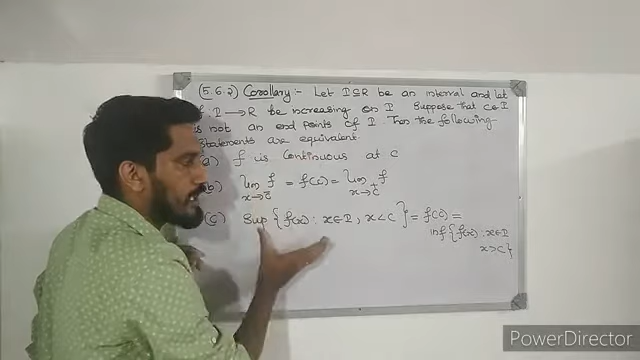 (5.6.2) Corollary :- Let I⊆R be an interval and let
f: I → R be increasing on I. Suppose that c∈I
is not an end points of I. Then the following
statements are equivalent.
(a) f is continuous at c
(b) lim f = f(c) = lim f
x→c̄ x→c
(c) Sup { f(x) : x∈I, x<c } = f(c) =
inf { f(x) : x∈I
x>c }
PowerDirector